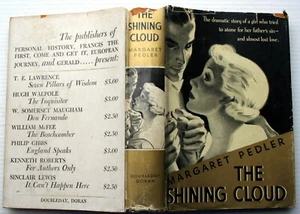 The publishers of
PERSONAL HISTORY, FRANCIS THE
FIRST, COME AND GET IT, EUROPEAN
JOURNEY, and GERALD..... present:
T. E. LAWRENCE
Seven Pillars of Wisdom $5.00
HUGH WALPOLE
The Inquisitor $2.50
W. SOMERSET MAUGHAM
Don Fernando $2.50
WILLIAM McFEE
The Beachcomber $2.50
PHILIP GIBBS
England Speaks $3.00
KENNETH ROBERTS
For Authors Only $2.50
SINCLAIR LEWIS
It Can't Happen Here $2.50
DOUBLEDAY, DORAN
THE
SHINING
CLOUD
MARGARET
PEDLER
DOUBLEDAY
DORAN
The dramatic story of a girl who tried
to atone for her father's sin—
and almost lost love.
MARGARET PEDLER
THE
SHINING CLOUD